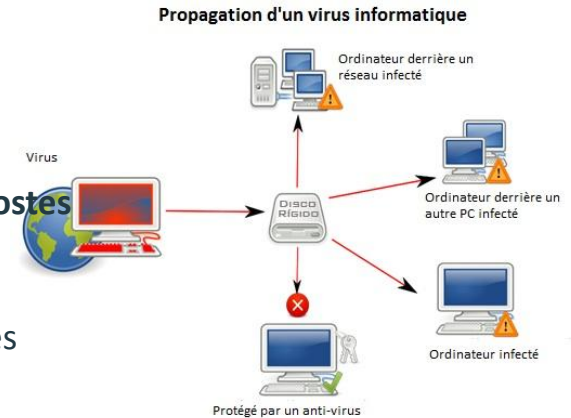 Propagation d'un virus informatique
Ordinateur derrière un
réseau infecté
Virus
ostes
DISCO
RÍGIDO
Ordinateur derrière un
autre PC infecté
es
Ordinateur infecté
Protégé par un anti-virus